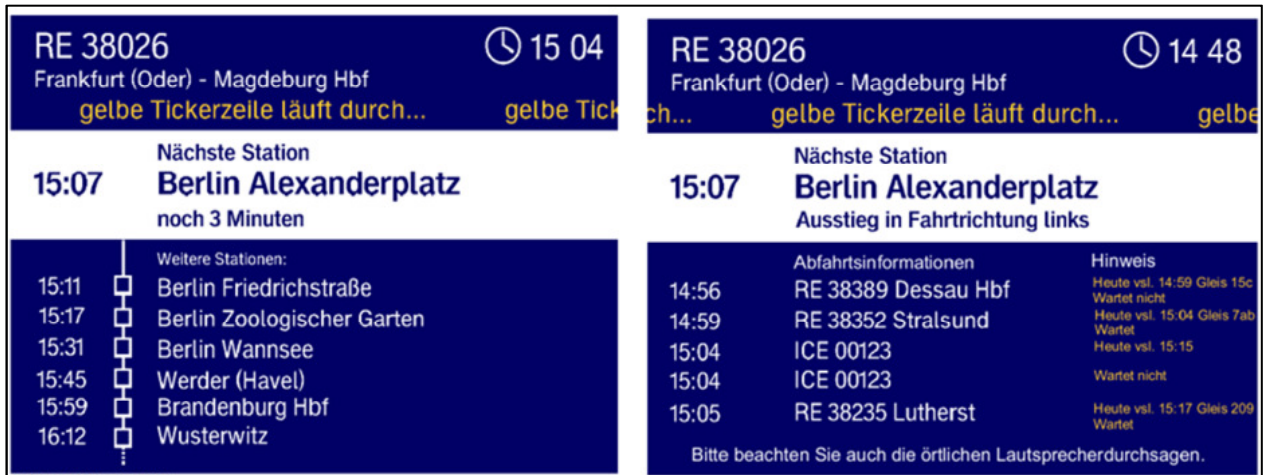 RE 38026
15 04
Frankfurt (Oder) - Magdeburg Hbf
gelbe Tickerzeile läuft durch... gelbe Tick
Nächste Station
15:07 Berlin Alexanderplatz
noch 3 Minuten
Weitere Stationen:
15:11 Berlin Friedrichstraße
15:17 Berlin Zoologischer Garten
15:31 Berlin Wannsee
15:45 Werder (Havel)
15:59 Brandenburg Hbf
16:12 Wusterwitz
RE 38026
14 48
Frankfurt (Oder) - Magdeburg Hbf
ch... gelbe Tickerzeile läuft durch... gelbe
Nächste Station
15:07 Berlin Alexanderplatz
Ausstieg in Fahrtrichtung links
Abfahrtsinformationen Hinweis
14:56 RE 38389 Dessau Hbf Heute vsl. 14:59 Gleis 15c
Wartet nicht
14:59 RE 38352 Stralsund Heute vsl. 15:04 Gleis 7ab
Wartet
15:04 ICE 00123 Heute vsl. 15:15
15:04 ICE 00123 Wartet nicht
15:05 RE 38235 Lutherst Heute vsl. 15:17 Gleis 209
Wartet
Bitte beachten Sie auch die örtlichen Lautsprecherdurchsagen.